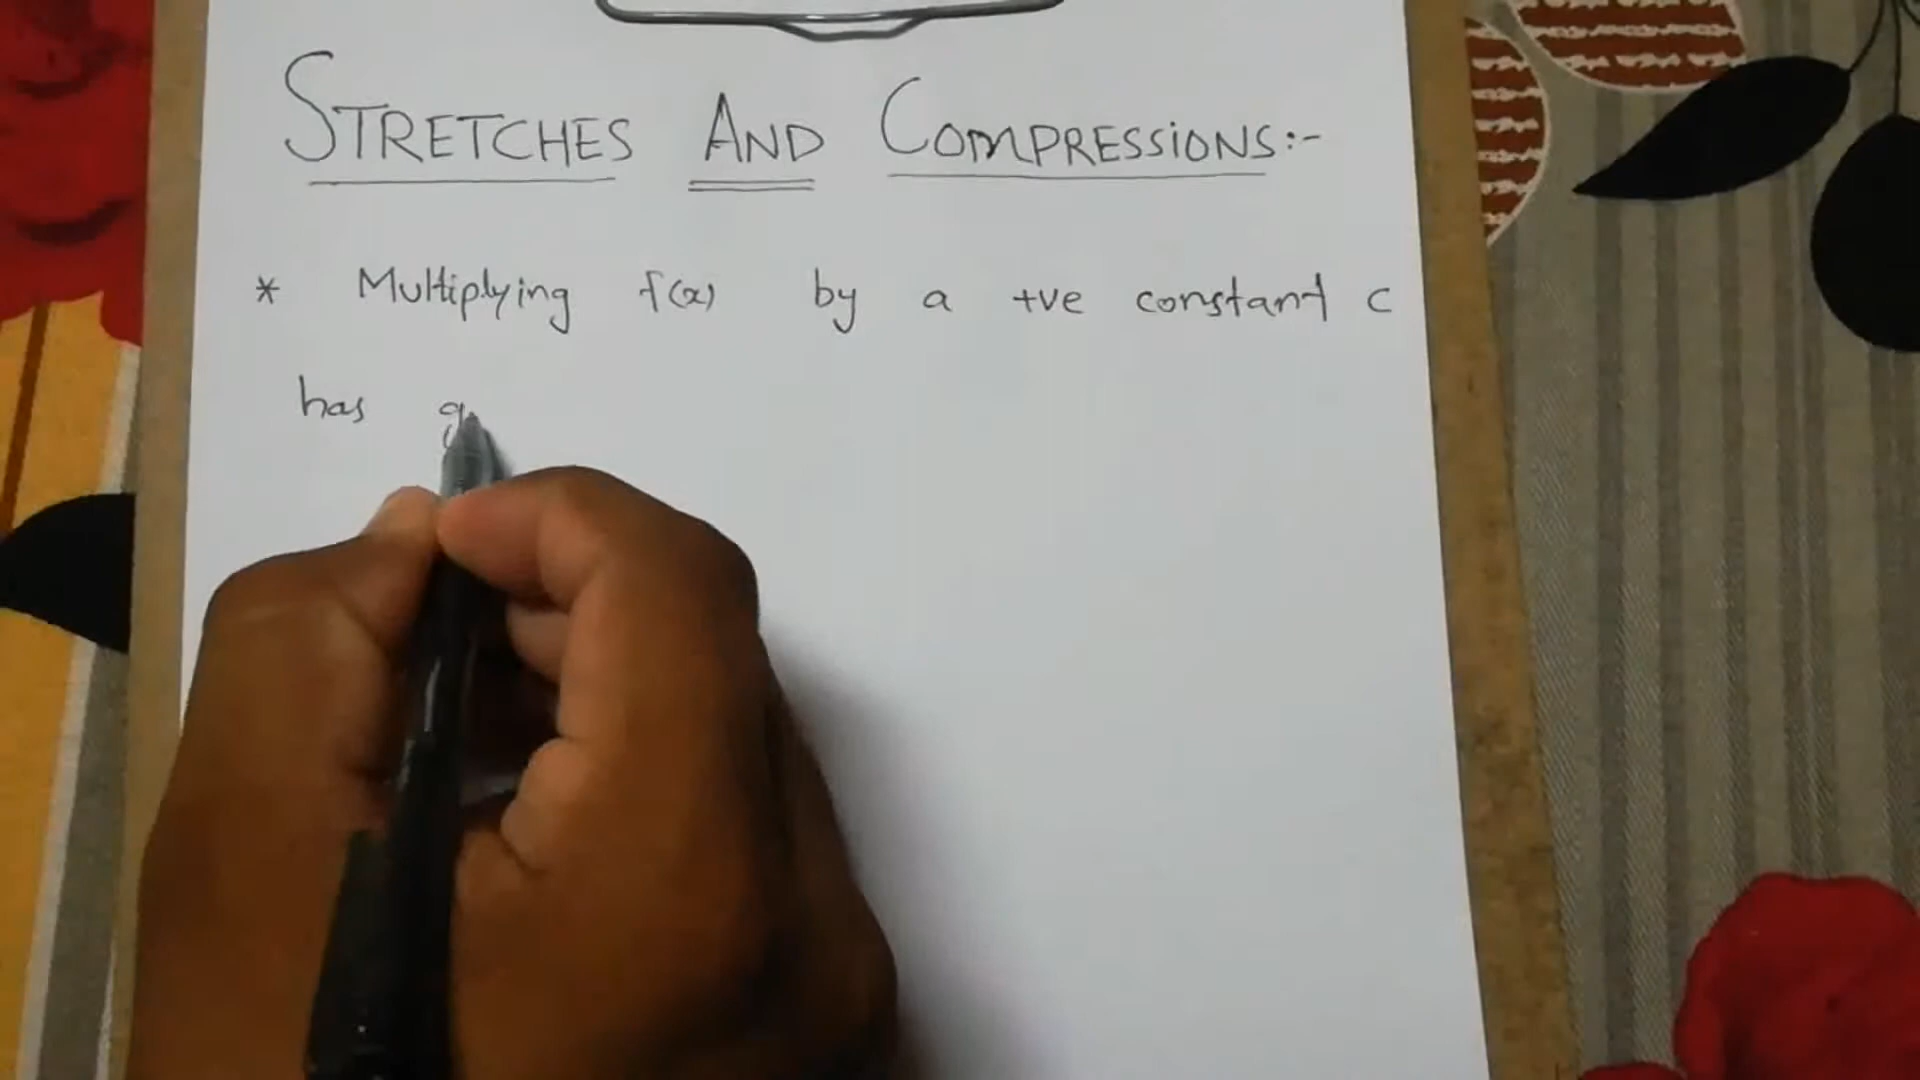 STRETCHES AND COMPRESSIONS:-
* Multiplying f(x) by a +ve constant c
has g